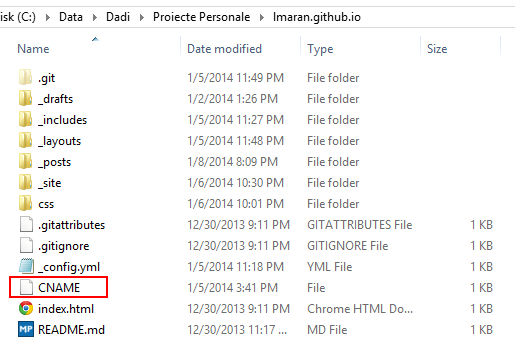 isk (C:) Data Dadi Proiecte Personale lmaran.github.io
Name Date modified Type Size
.git 1/5/2014 11:49 PM File folder
_drafts 1/2/2014 1:26 PM File folder
_includes 1/5/2014 11:27 PM File folder
_layouts 1/5/2014 11:48 PM File folder
_posts 1/8/2014 8:09 PM File folder
_site 1/6/2014 10:30 PM File folder
css 1/6/2014 10:01 PM File folder
.gitattributes 12/30/2013 9:11 PM GITATTRIBUTES File 1 KB
.gitignore 12/30/2013 9:11 PM GITIGNORE File 1 KB
_config.yml 1/5/2014 11:18 PM YML File 1 KB
CNAME 1/5/2014 3:41 PM File 1 KB
index.html 12/30/2013 9:11 PM Chrome HTML Do... 1 KB
MP README.md 12/30/2013 11:17 ... MD File 1 KB